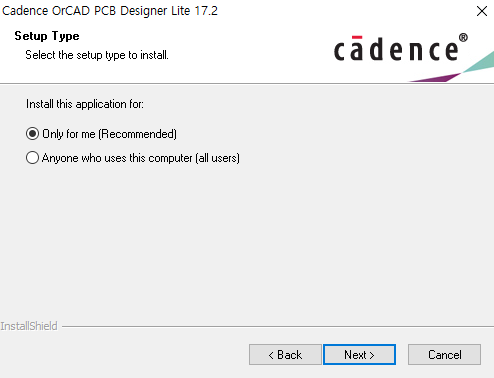 Cadence OrCAD PCB Designer Lite 17.2
Setup Type
Select the setup type to install.
cādence®
Install this application for:
Only for me (Recommended)
Anyone who uses this computer (all users)
InstallShield
< Back
Next >
Cancel